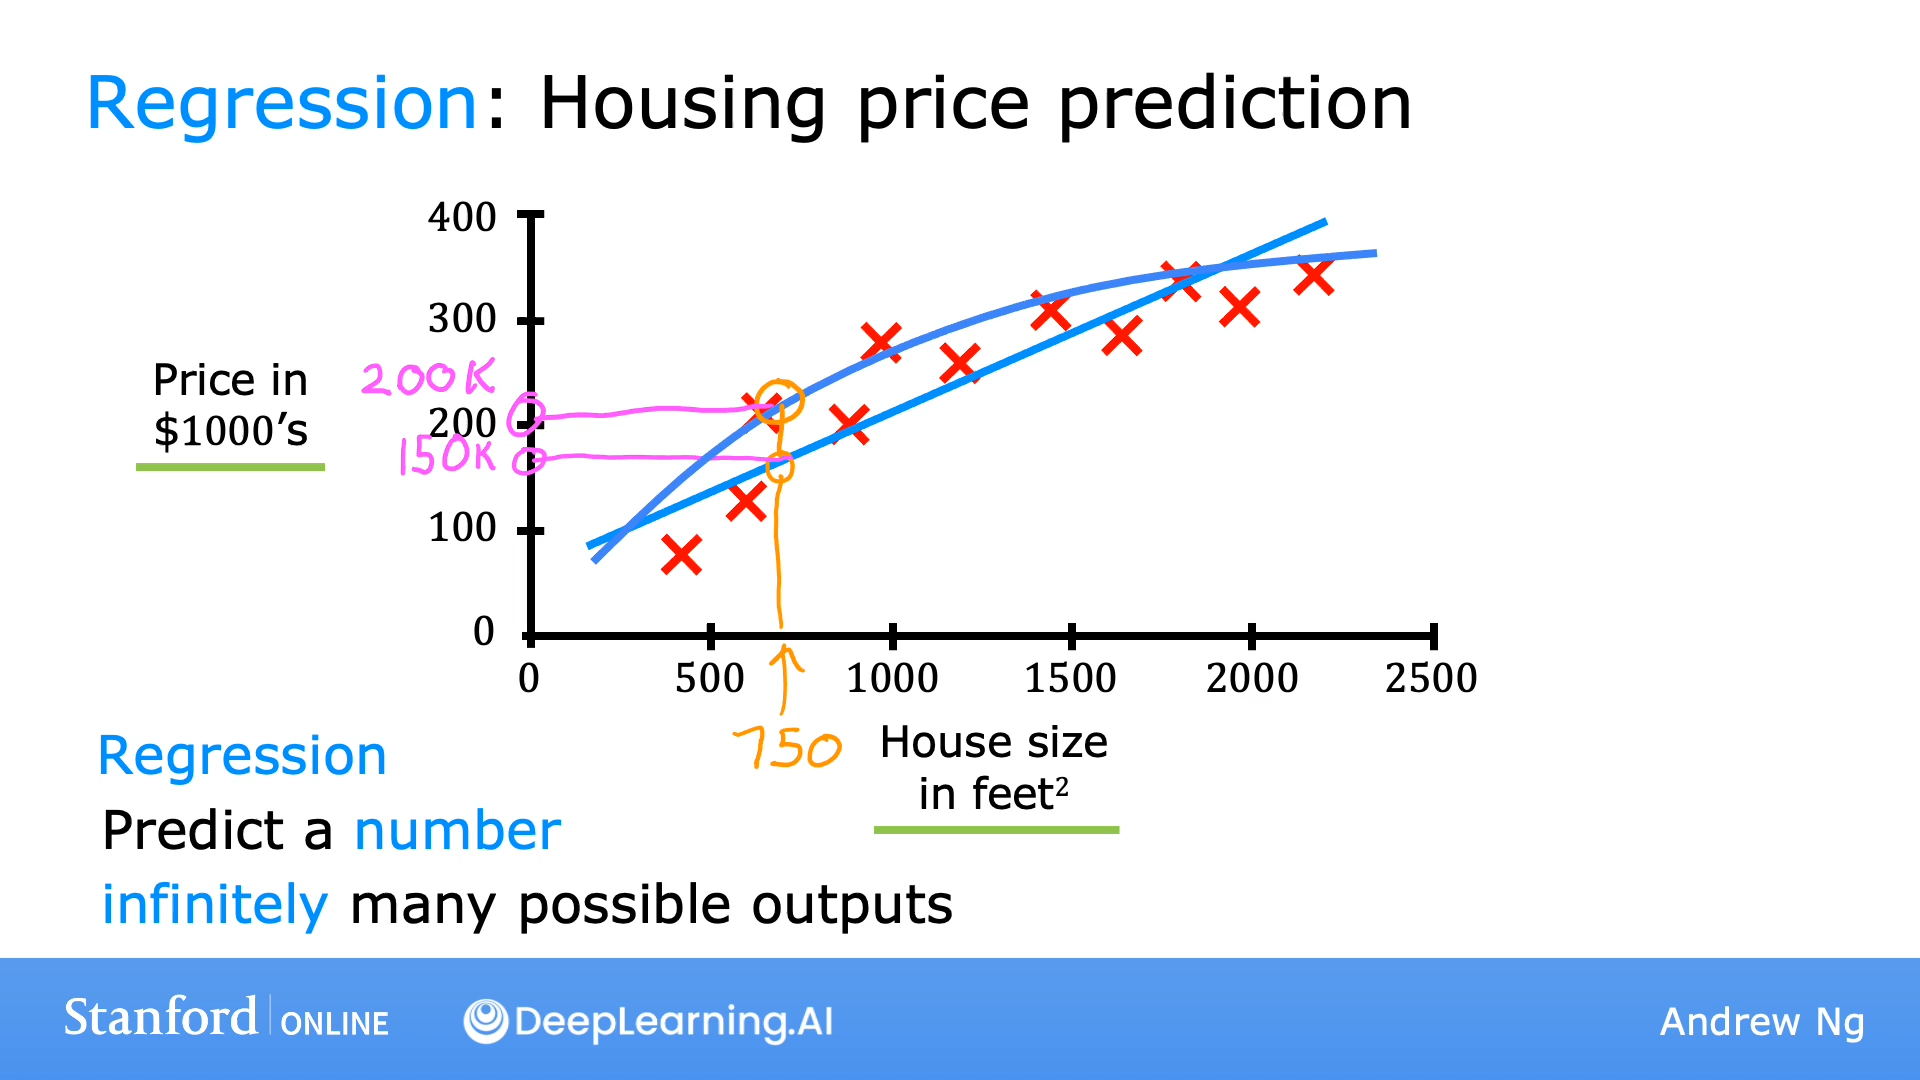 Regression: Housing price prediction
400
300
200K
200
150K
100
0
Price in
$1000’s
0 500 1000 1500 2000 2500
750
House size
in feet²
Regression
Predict a number
infinitely many possible outputs
Stanford ONLINE
DeepLearning.AI
Andrew Ng